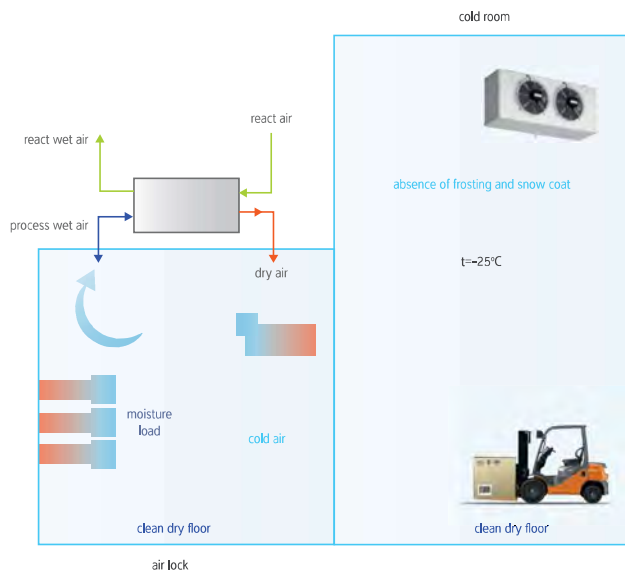 cold room
react air
react wet air
absence of frosting and snow coat
process wet air
t=–25°C
dry air
moisture
load
cold air
clean dry floor
clean dry floor
air lock